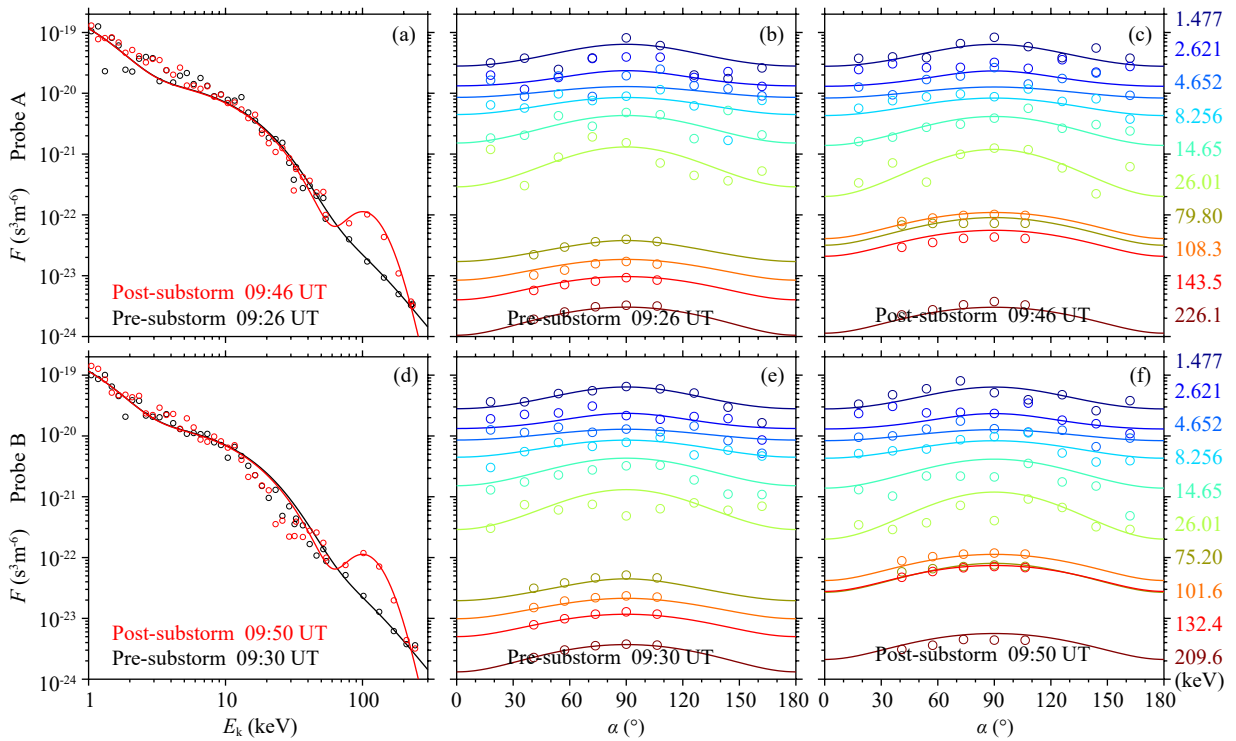 (a)
(b)
(c)
10⁻¹⁹
10⁻²⁰
10⁻²¹
10⁻²²
10⁻²³
10⁻²⁴
F (s³m⁻⁶) Probe A
Post-substorm 09:46 UT
Pre-substorm 09:26 UT
Pre-substorm 09:26 UT
Post-substorm 09:46 UT
1.477
2.621
4.652
8.256
14.65
26.01
79.80
108.3
143.5
226.1
(d)
(e)
(f)
10⁻¹⁹
10⁻²⁰
10⁻²¹
10⁻²²
10⁻²³
10⁻²⁴
F (s³m⁻⁶) Probe B
Post-substorm 09:50 UT
Pre-substorm 09:30 UT
Pre-substorm 09:30 UT
Post-substorm 09:50 UT
1.477
2.621
4.652
8.256
14.65
26.01
75.20
101.6
132.4
209.6
(keV)
1 10 100
0 30 60 90 120 150 180
0 30 60 90 120 150 180
Eₖ (keV)
α (°)
α (°)